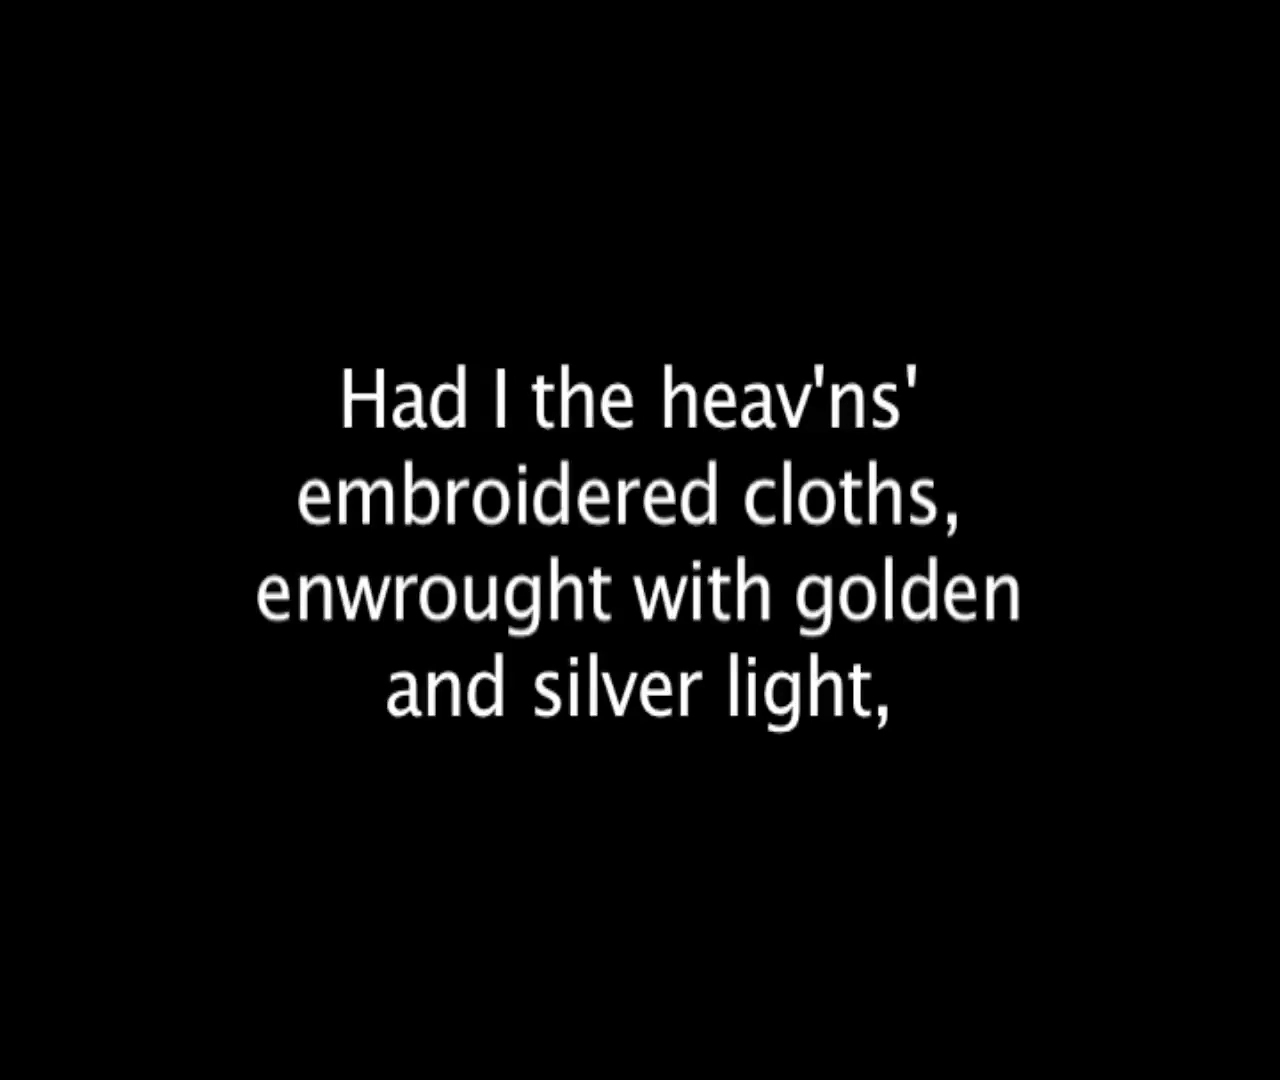 Had I the heav'ns'
embroidered cloths,
enwrought with golden
and silver light,